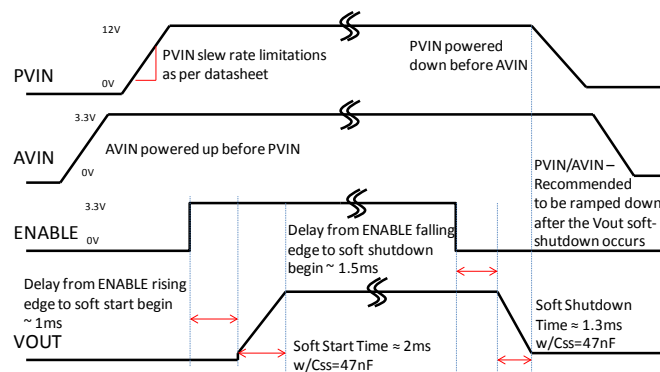 12V
PVIN
0V
PVIN slew rate limitations
as per datasheet
PVIN powered
down before AVIN
3.3V
AVIN
0V
AVIN powered up before PVIN
PVIN/AVIN –
Recommended
to be ramped down
after the Vout soft-
shutdown occurs
3.3V
ENABLE
0V
Delay from ENABLE falling
edge to soft shutdown
begin ~ 1.5ms
Delay from ENABLE rising
edge to soft start begin
~ 1ms
VOUT
Soft Start Time ≈ 2ms
w/Css=47nF
Soft Shutdown
Time ≈ 1.3ms
w/Css=47nF